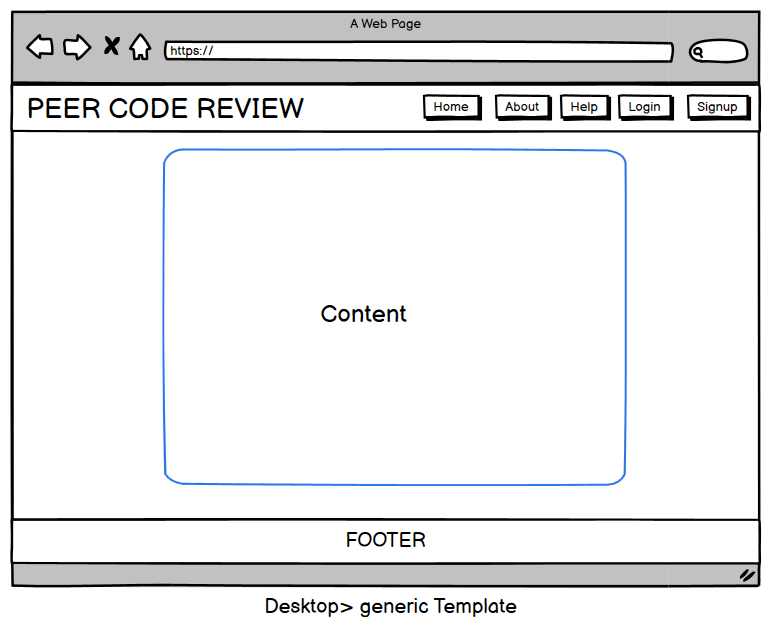 A Web Page
https://
PEER CODE REVIEW
Home
About
Help
Login
Signup
Content
FOOTER
Desktop> generic Template